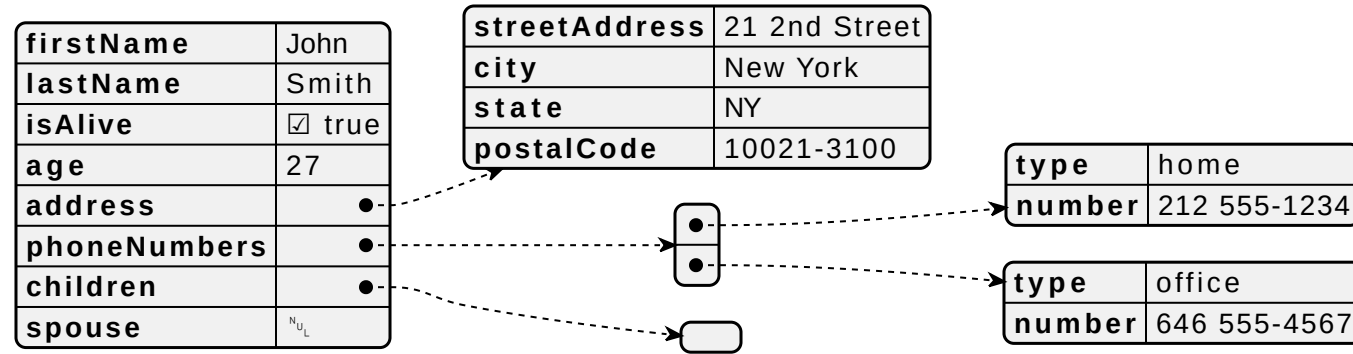 firstName John
lastName Smith
isAlive ☑ true
age 27
address
phoneNumbers
children
spouse ␀
streetAddress 21 2nd Street
city New York
state NY
postalCode 10021-3100
type home
number 212 555-1234
type office
number 646 555-4567